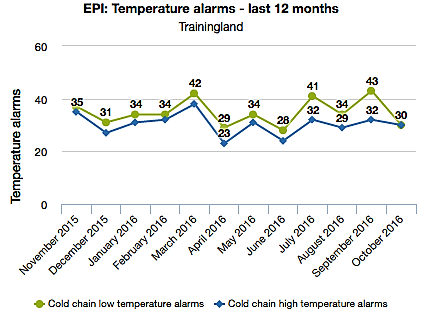 EPI: Temperature alarms - last 12 months
Trainingland
Temperature alarms
60
40
20
0
35
31
34
34
42
29
23
34
28
41
32
34
29
43
32
30
November 2015
December 2015
January 2016
February 2016
March 2016
April 2016
May 2016
June 2016
July 2016
August 2016
September 2016
October 2016
Cold chain low temperature alarms
Cold chain high temperature alarms